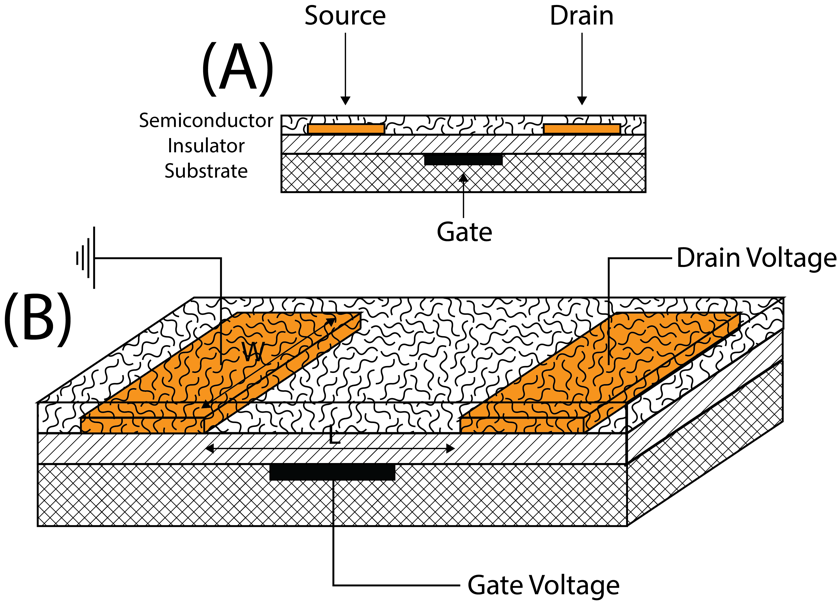 Source
Drain
(A)
Semiconductor
Insulator
Substrate
Gate
Drain Voltage
(B)
W
L
Gate Voltage